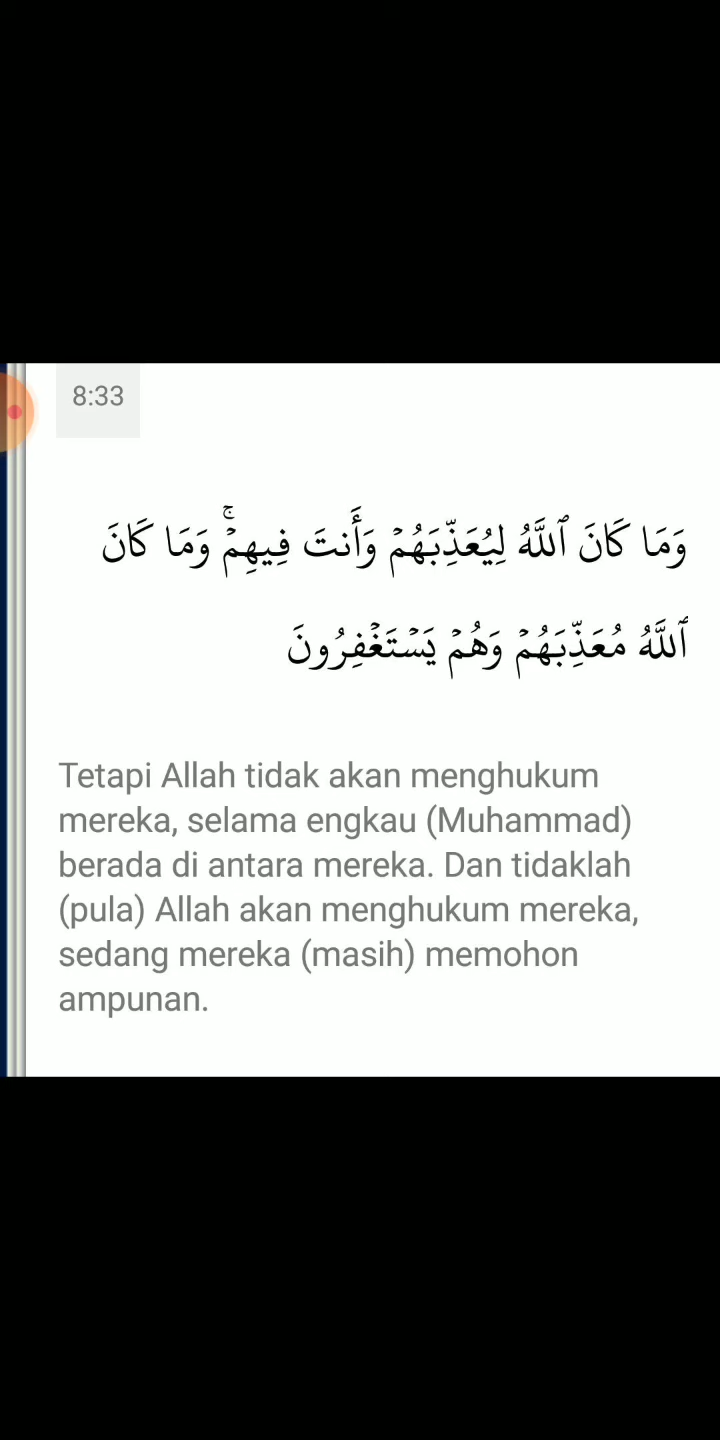 8:33
وَمَا كَانَ ٱللَّهُ لِيُعَذِّبَهُمۡ وَأَنتَ فِيهِمۡۚ وَمَا كَانَ
ٱللَّهُ مُعَذِّبَهُمۡ وَهُمۡ يَسۡتَغۡفِرُونَ
Tetapi Allah tidak akan menghukum
mereka, selama engkau (Muhammad)
berada di antara mereka. Dan tidaklah
(pula) Allah akan menghukum mereka,
sedang mereka (masih) memohon
ampunan.